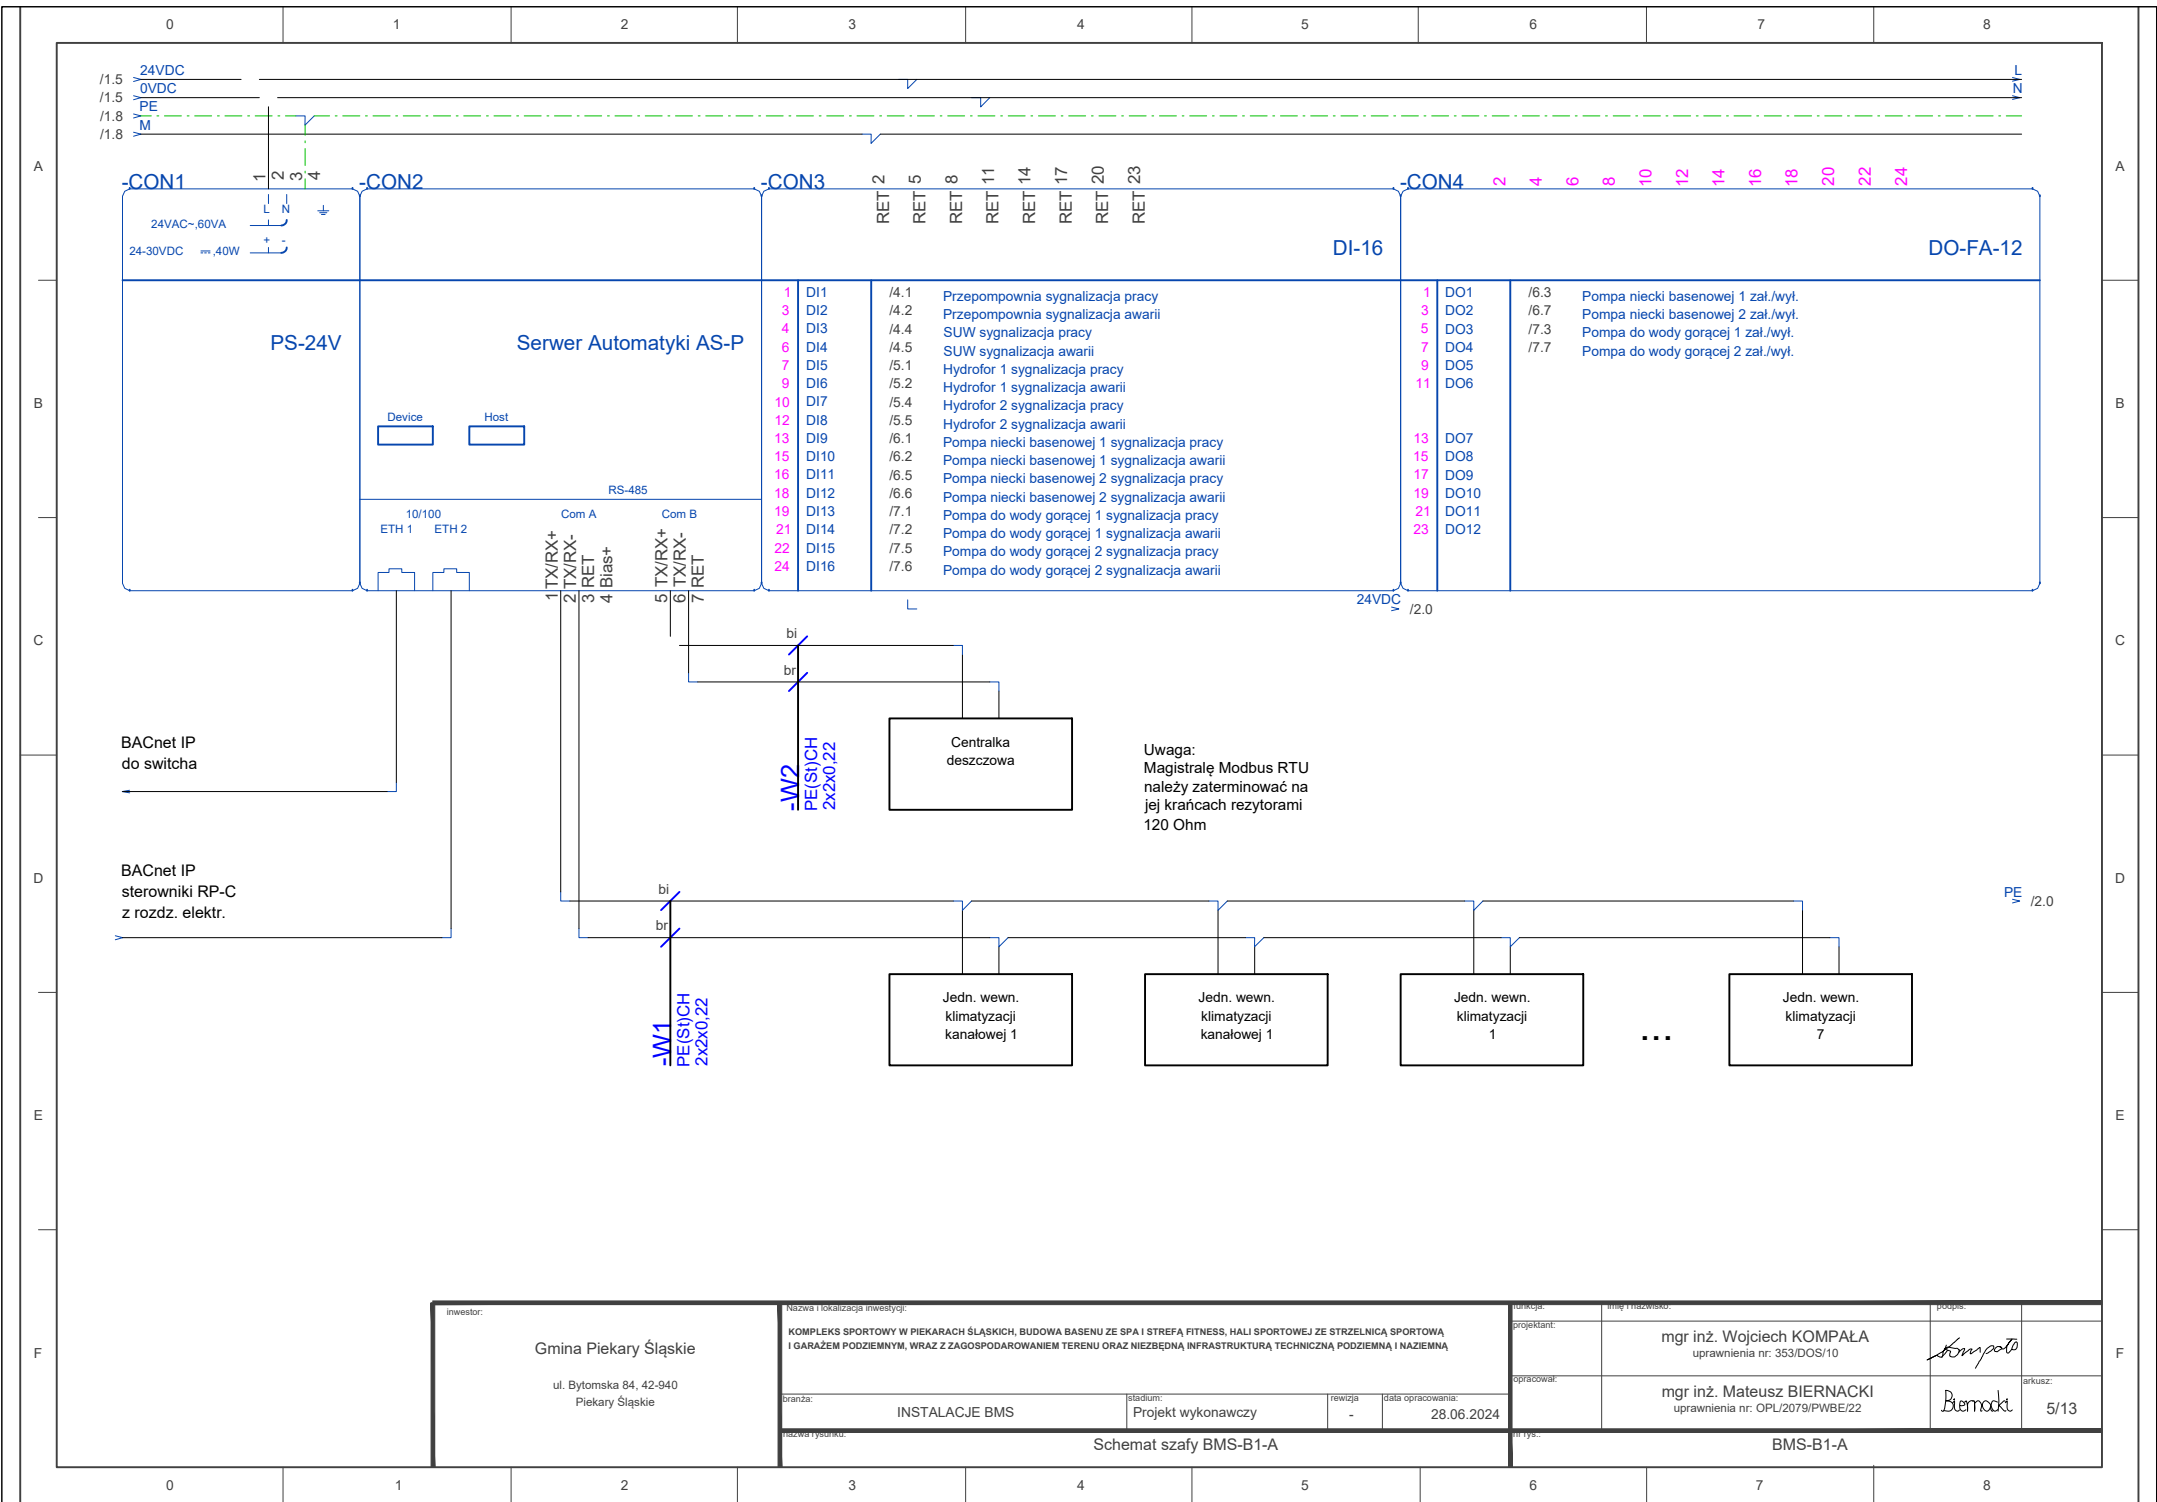 0 1 2 3 4 5 6 7 8
/1.5 24VDC L
/1.5 0VDC N
/1.8 PE
/1.8 M
A A
-CON1 1 2 3 4 -CON2 -CON3 RET 2 RET 5 RET 8 RET 11 RET 14 RET 17 RET 20 RET 23 -CON4 2 4 6 8 10 12 14 16 18 20 22 24
L N
24VAC~,60VA
+ -
24-30VDC ,40W
DI-16
DO-FA-12
PS-24V
Serwer Automatyki AS-P
1 DI1 /4.1 Przepompownia sygnalizacja pracy
3 DI2 /4.2 Przepompownia sygnalizacja awarii
4 DI3 /4.4 SUW sygnalizacja pracy
6 DI4 /4.5 SUW sygnalizacja awarii
7 DI5 /5.1 Hydrofor 1 sygnalizacja pracy
9 DI6 /5.2 Hydrofor 1 sygnalizacja awarii
10 DI7 /5.4 Hydrofor 2 sygnalizacja pracy
12 DI8 /5.5 Hydrofor 2 sygnalizacja awarii
13 DI9 /6.1 Pompa niecki basenowej 1 sygnalizacja pracy
15 DI10 /6.2 Pompa niecki basenowej 1 sygnalizacja awarii
16 DI11 /6.5 Pompa niecki basenowej 2 sygnalizacja pracy
18 DI12 /6.6 Pompa niecki basenowej 2 sygnalizacja awarii
19 DI13 /7.1 Pompa do wody gorącej 1 sygnalizacja pracy
21 DI14 /7.2 Pompa do wody gorącej 1 sygnalizacja awarii
22 DI15 /7.5 Pompa do wody gorącej 2 sygnalizacja pracy
24 DI16 /7.6 Pompa do wody gorącej 2 sygnalizacja awarii
1 DO1 /6.3 Pompa niecki basenowej 1 zał./wył.
3 DO2 /6.7 Pompa niecki basenowej 2 zał./wył.
5 DO3 /7.3 Pompa do wody gorącej 1 zał./wył.
7 DO4 /7.7 Pompa do wody gorącej 2 zał./wył.
9 DO5
11 DO6
13 DO7
15 DO8
17 DO9
19 DO10
21 DO11
23 DO12
B B
Device Host
RS-485
10/100
ETH 1 ETH 2
Com A Com B
1 TX/RX+
2 TX/RX-
3 RET
4 Bias+
5 TX/RX+
6 TX/RX-
7 RET
24VDC /2.0
C C
bi
br
-W2
PE(St)CH
2x2x0,22
Centralka
deszczowa
Uwaga:
Magistralę Modbus RTU
należy zaterminować na
jej krańcach rezytorami
120 Ohm
BACnet IP
do switcha
BACnet IP
sterowniki RP-C
z rozdz. elektr.
D D
PE /2.0
bi
br
-W1
PE(St)CH
2x2x0,22
Jedn. wewn.
klimatyzacji
kanałowej 1
Jedn. wewn.
klimatyzacji
kanałowej 1
Jedn. wewn.
klimatyzacji
1
...
Jedn. wewn.
klimatyzacji
7
E E
F F
inwestor:
Gmina Piekary Śląskie
ul. Bytomska 84, 42-940
Piekary Śląskie
Nazwa i lokalizacja inwestycji:
KOMPLEKS SPORTOWY W PIEKARACH ŚLĄSKICH, BUDOWA BASENU ZE SPA I STREFĄ FITNESS, HALI SPORTOWEJ ZE STRZELNICĄ SPORTOWĄ
I GARAŻEM PODZIEMNYM, WRAZ Z ZAGOSPODAROWANIEM TERENU ORAZ NIEZBĘDNĄ INFRASTRUKTURĄ TECHNICZNĄ PODZIEMNĄ I NAZIEMNĄ
branża: stadium: rewizja data opracowania:
INSTALACJE BMS Projekt wykonawczy - 28.06.2024
nazwa rysunku:
Schemat szafy BMS-B1-A
funkcja: imię i nazwisko: podpis:
projektant:
mgr inż. Wojciech KOMPAŁA
uprawnienia nr: 353/DOS/10
Kompała
opracował:
mgr inż. Mateusz BIERNACKI
uprawnienia nr: OPL/2079/PWBE/22
Biernacki
arkusz:
5/13
nr rys.:
BMS-B1-A
0 1 2 3 4 5 6 7 8